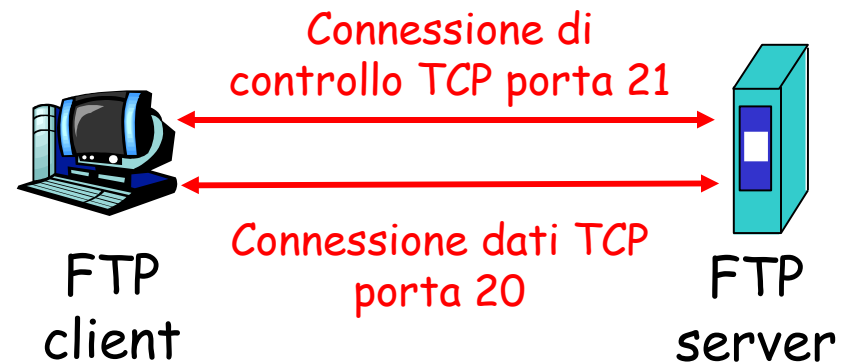 Connessione di
controllo TCP porta 21
Connessione dati TCP
porta 20
FTP
client
FTP
server